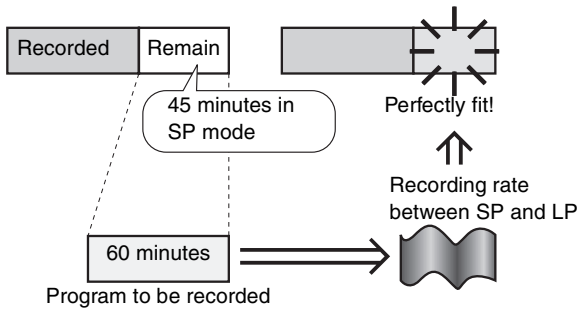 Recorded
Remain
45 minutes in
SP mode
Perfectly fit!
Recording rate
between SP and LP
60 minutes
Program to be recorded